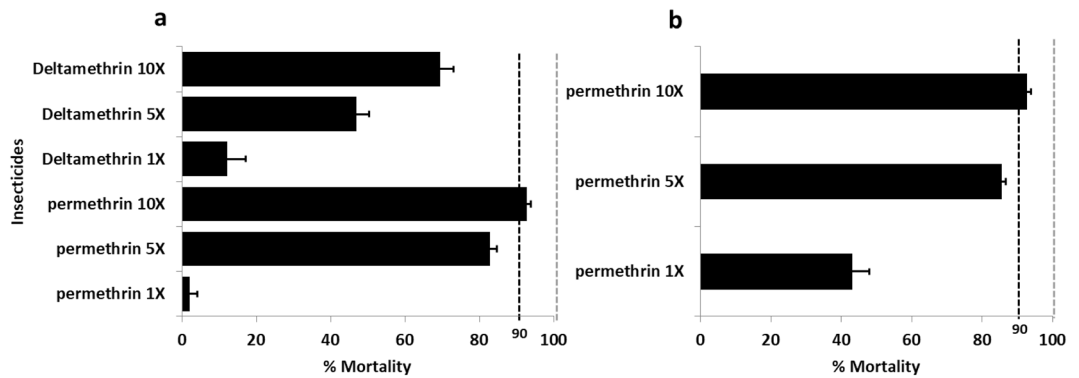 a
Insecticides
Deltamethrin 10X
Deltamethrin 5X
Deltamethrin 1X
permethrin 10X
permethrin 5X
permethrin 1X
0 20 40 60 80 90 100
% Mortality
b
permethrin 10X
permethrin 5X
permethrin 1X
0 20 40 60 80 90 100
% Mortality